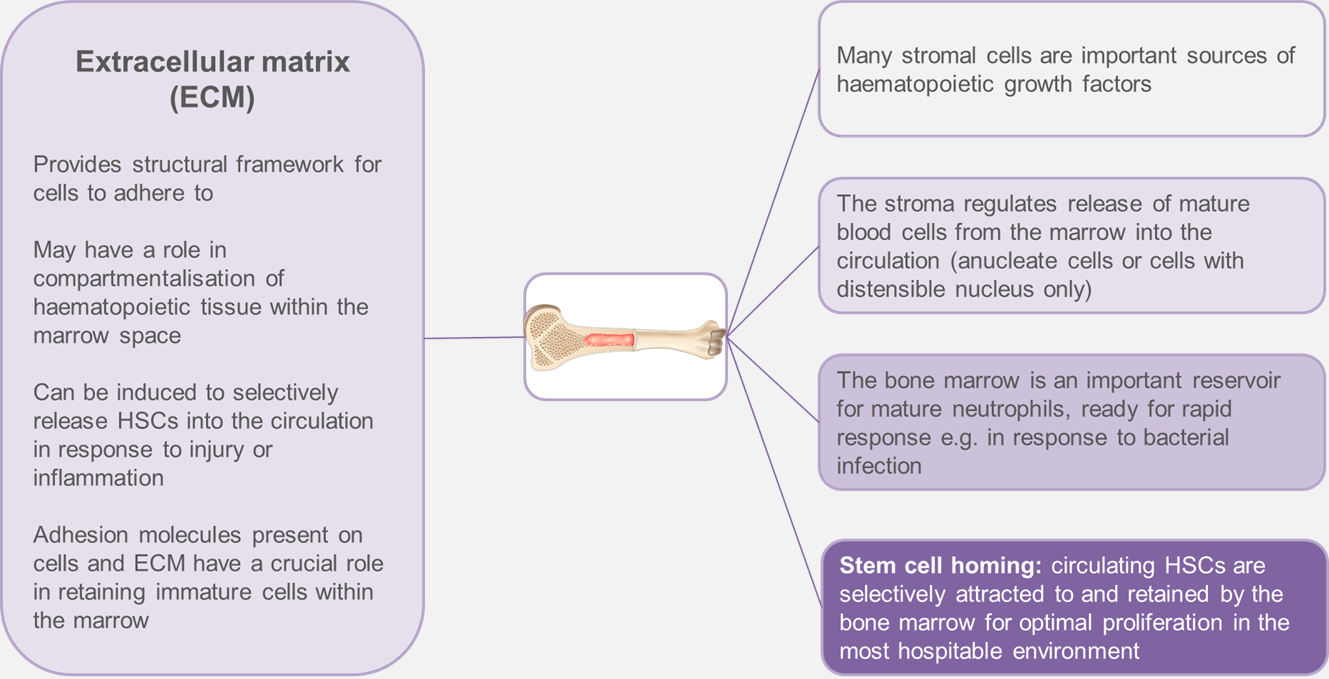 Extracellular matrix
(ECM)
Provides structural framework for
cells to adhere to
May have a role in
compartmentalisation of
haematopoietic tissue within the
marrow space
Can be induced to selectively
release HSCs into the circulation
in response to injury or
inflammation
Adhesion molecules present on
cells and ECM have a crucial role
in retaining immature cells within
the marrow
Many stromal cells are important sources of
haematopoietic growth factors
The stroma regulates release of mature
blood cells from the marrow into the
circulation (anucleate cells or cells with
distensible nucleus only)
The bone marrow is an important reservoir
for mature neutrophils, ready for rapid
response e.g. in response to bacterial
infection
Stem cell homing: circulating HSCs are
selectively attracted to and retained by the
bone marrow for optimal proliferation in the
most hospitable environment